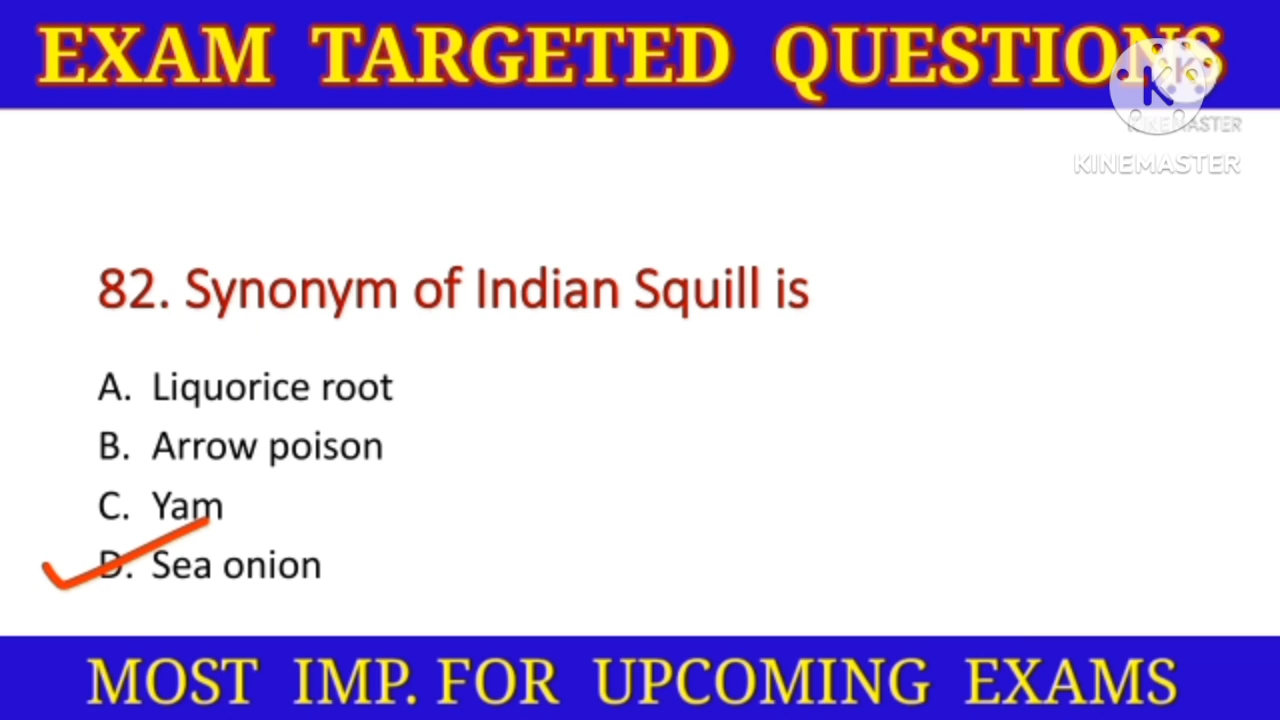 EXAM TARGETED QUESTIONS
KINEMASTER
KINEMASTER
82. Synonym of Indian Squill is
A. Liquorice root
B. Arrow poison
C. Yam
D. Sea onion
MOST IMP. FOR UPCOMING EXAMS